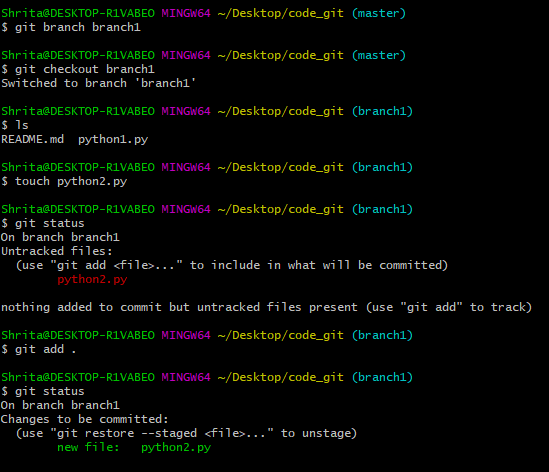 Shrita@DESKTOP-R1VABEO MINGW64 ~/Desktop/code_git (master)
$ git branch branch1
Shrita@DESKTOP-R1VABEO MINGW64 ~/Desktop/code_git (master)
$ git checkout branch1
Switched to branch 'branch1'
Shrita@DESKTOP-R1VABEO MINGW64 ~/Desktop/code_git (branch1)
$ ls
README.md  python1.py
Shrita@DESKTOP-R1VABEO MINGW64 ~/Desktop/code_git (branch1)
$ touch python2.py
Shrita@DESKTOP-R1VABEO MINGW64 ~/Desktop/code_git (branch1)
$ git status
On branch branch1
Untracked files:
  (use "git add <file>..." to include in what will be committed)
        python2.py
nothing added to commit but untracked files present (use "git add" to track)
Shrita@DESKTOP-R1VABEO MINGW64 ~/Desktop/code_git (branch1)
$ git add .
Shrita@DESKTOP-R1VABEO MINGW64 ~/Desktop/code_git (branch1)
$ git status
On branch branch1
Changes to be committed:
  (use "git restore --staged <file>..." to unstage)
        new file:   python2.py